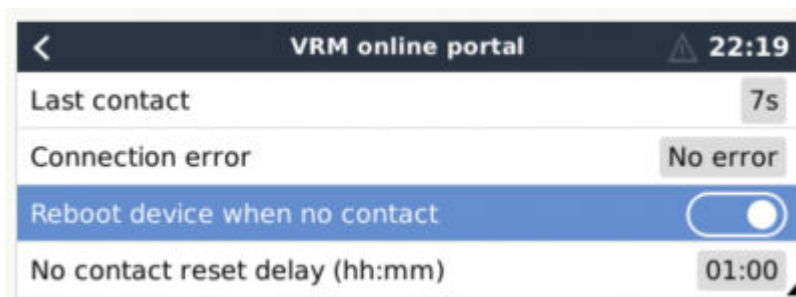 VRM online portal 22:19
Last contact 7s
Connection error No error
Reboot device when no contact
No contact reset delay (hh:mm) 01:00